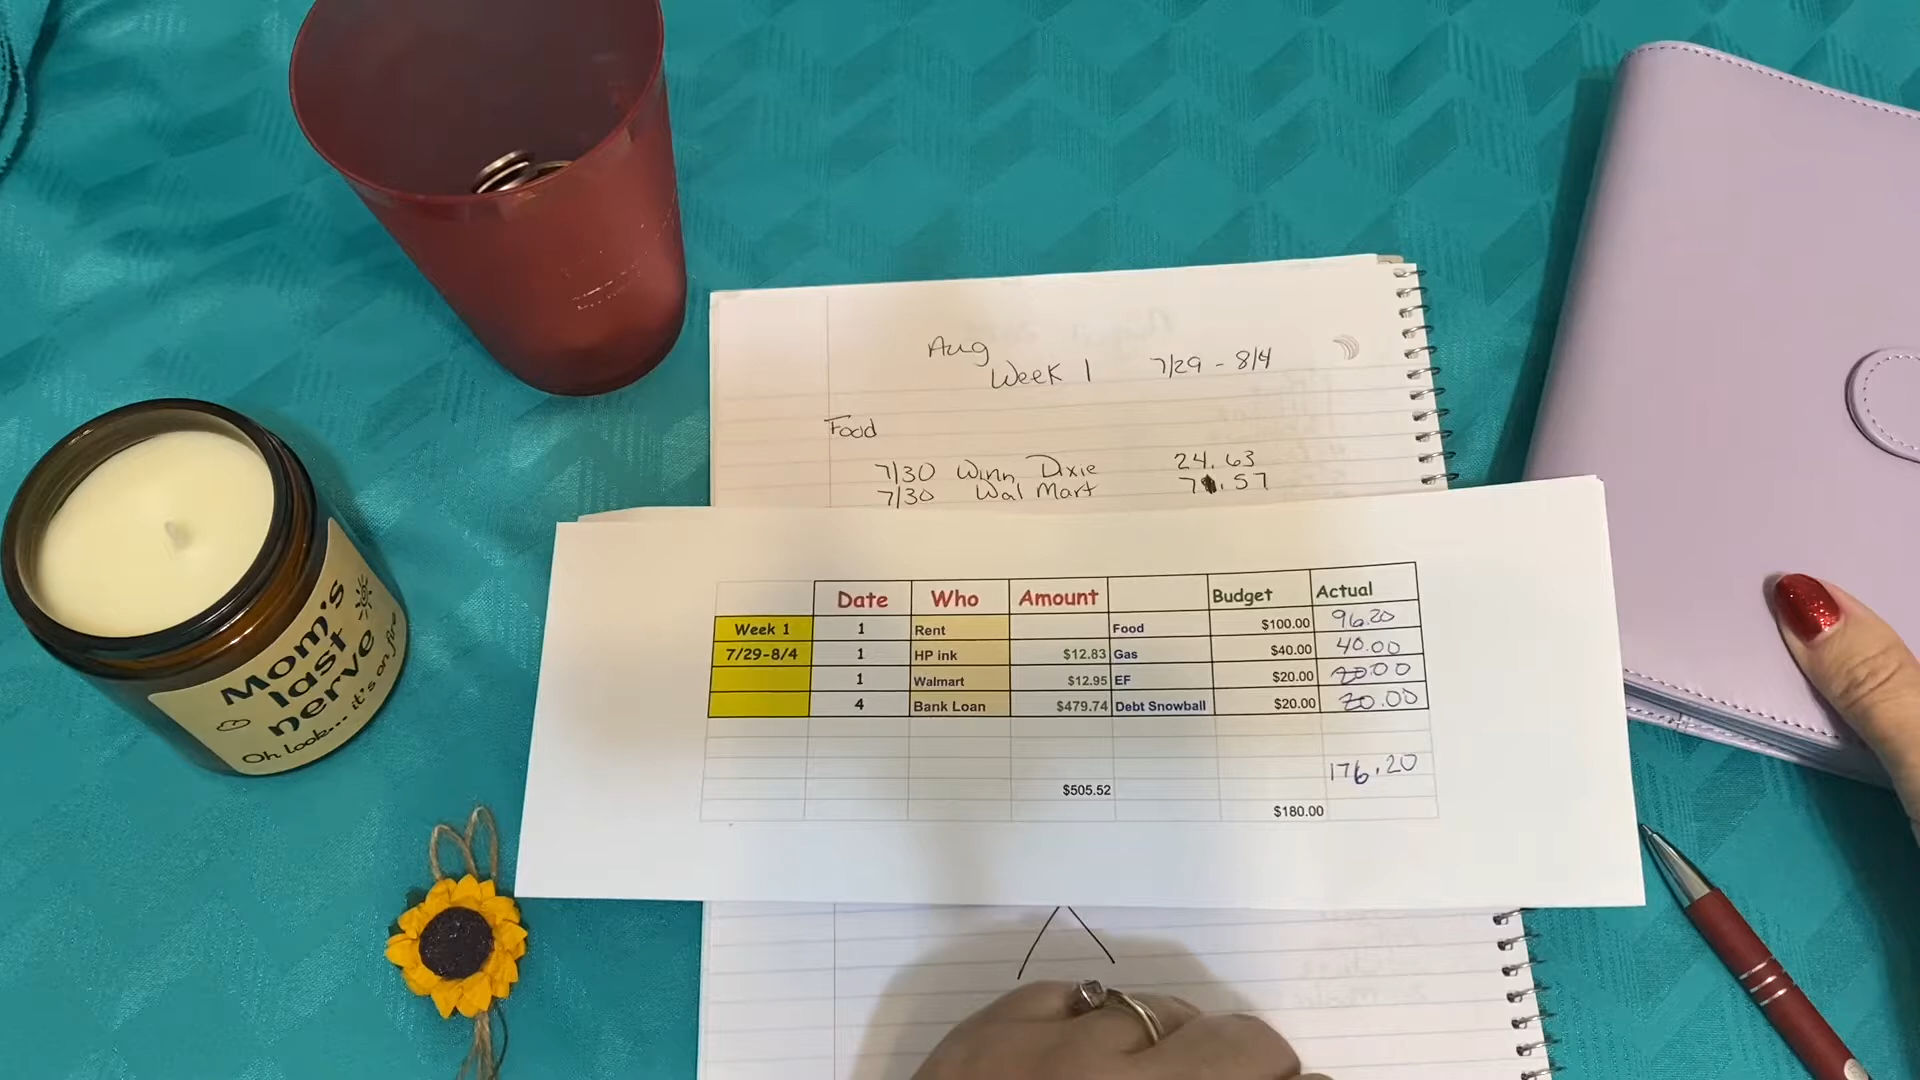 Aug
Week 1 7/29 - 8/4
Food
7/30 Winn Dixie 24.63
7/30 Wal Mart 71.57
Date Who Amount Budget Actual
Week 1 1 Rent Food $100.00 96.20
7/29-8/4 1 HP ink $12.83 Gas $40.00 40.00
1 Walmart $12.95 EF $20.00 20.00
4 Bank Loan $479.74 Debt Snowball $20.00 20.00
176.20
$505.52
$180.00
Mom's
last
nerve
Oh look... it's on fire